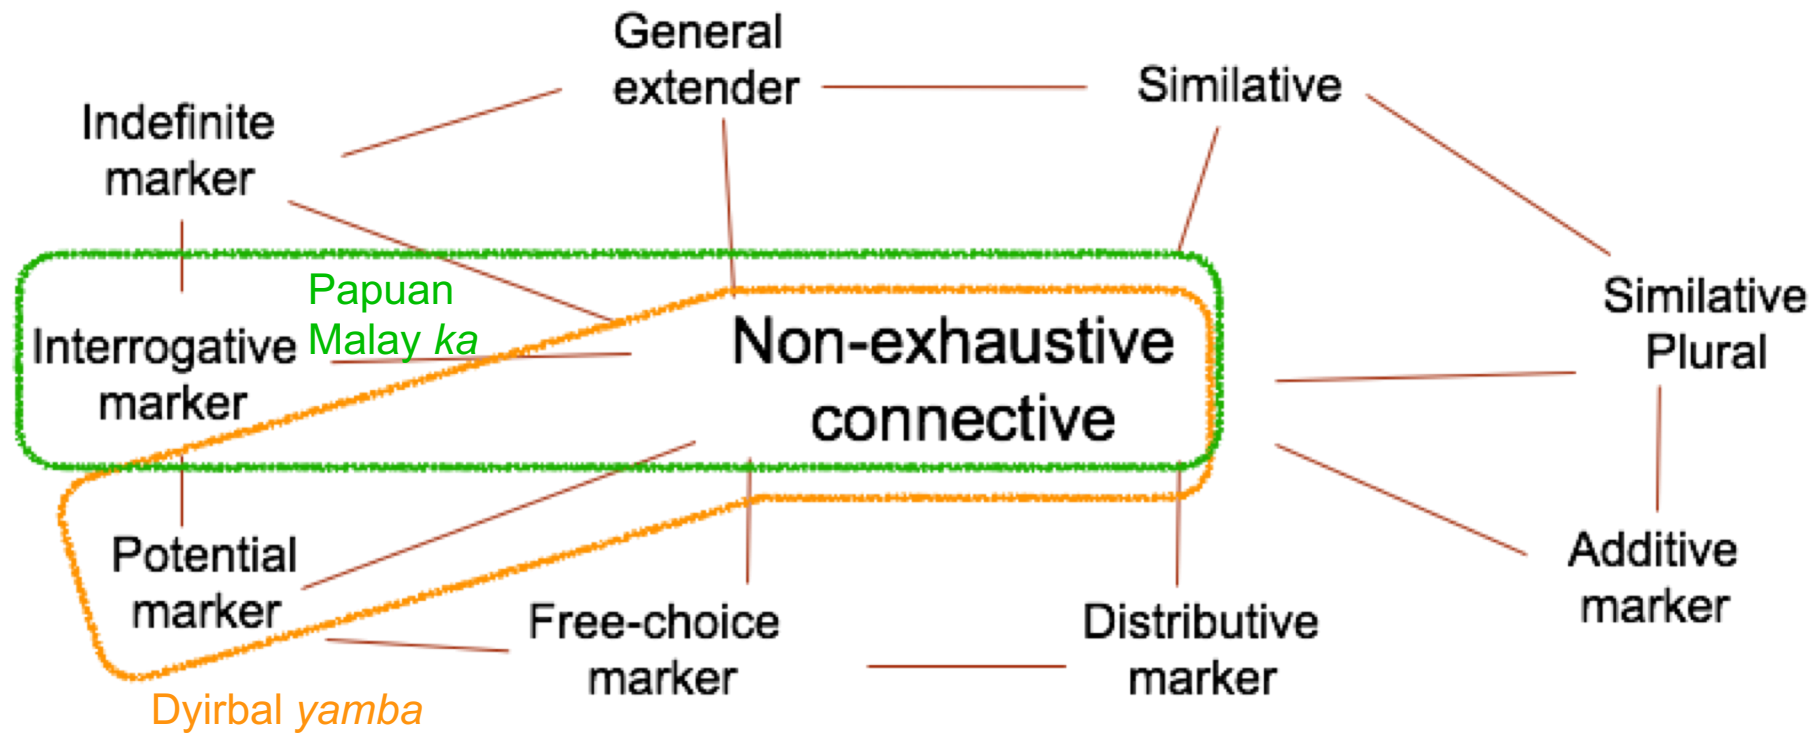 General
extender
Similative
Indefinite
marker
Papuan
Malay ka
Interrogative
marker
Non-exhaustive
connective
Similative
Plural
Potential
marker
Free-choice
marker
Distributive
marker
Additive
marker
Dyirbal yamba